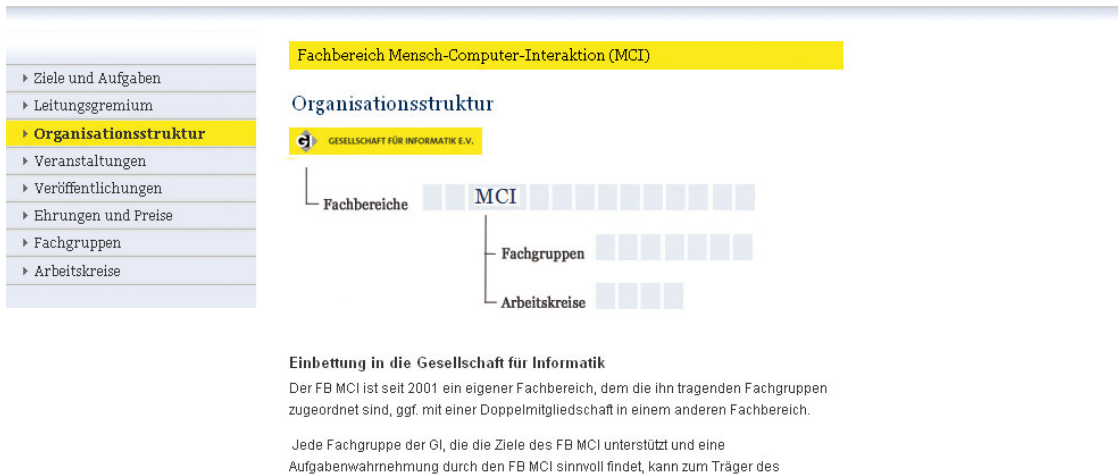 Ziele und Aufgaben
Leitungsgremium
Organisationsstruktur
Veranstaltungen
Veröffentlichungen
Ehrungen und Preise
Fachgruppen
Arbeitskreise
Fachbereich Mensch-Computer-Interaktion (MCI)
Organisationsstruktur
GESELLSCHAFT FÜR INFORMATIK E.V.
Fachbereiche MCI
Fachgruppen
Arbeitskreise
Einbettung in die Gesellschaft für Informatik
Der FB MCI ist seit 2001 ein eigener Fachbereich, dem die ihn tragenden Fachgruppen
zugeordnet sind, ggf. mit einer Doppelmitgliedschaft in einem anderen Fachbereich.
Jede Fachgruppe der GI, die die Ziele des FB MCI unterstützt und eine
Aufgabenwahrnehmung durch den FB MCI sinnvoll findet, kann zum Träger des